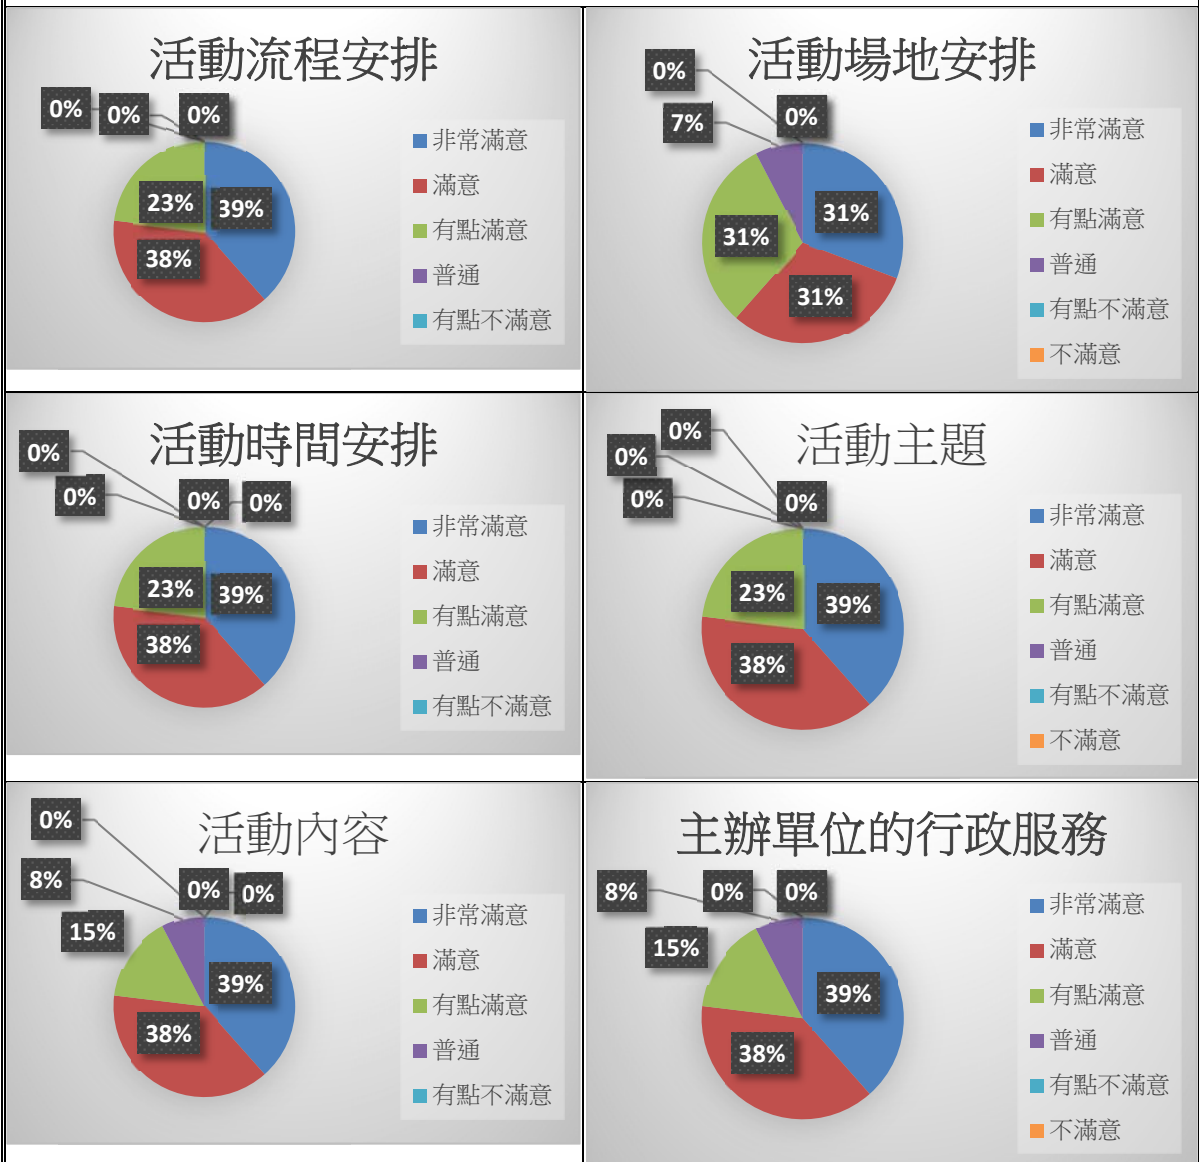 活動流程安排
0%
0%
0%
23%
39%
38%
非常滿意
滿意
有點滿意
普通
有點不滿意
活動場地安排
0%
7%
0%
31%
31%
31%
非常滿意
滿意
有點滿意
普通
有點不滿意
不滿意
活動時間安排
0%
0%
0%
0%
23%
39%
38%
非常滿意
滿意
有點滿意
普通
有點不滿意
活動主題
0%
0%
0%
0%
23%
39%
38%
非常滿意
滿意
有點滿意
普通
有點不滿意
不滿意
活動內容
0%
8%
0%
0%
15%
39%
38%
非常滿意
滿意
有點滿意
普通
有點不滿意
主辦單位的行政服務
8%
0%
0%
15%
39%
38%
非常滿意
滿意
有點滿意
普通
有點不滿意
不滿意